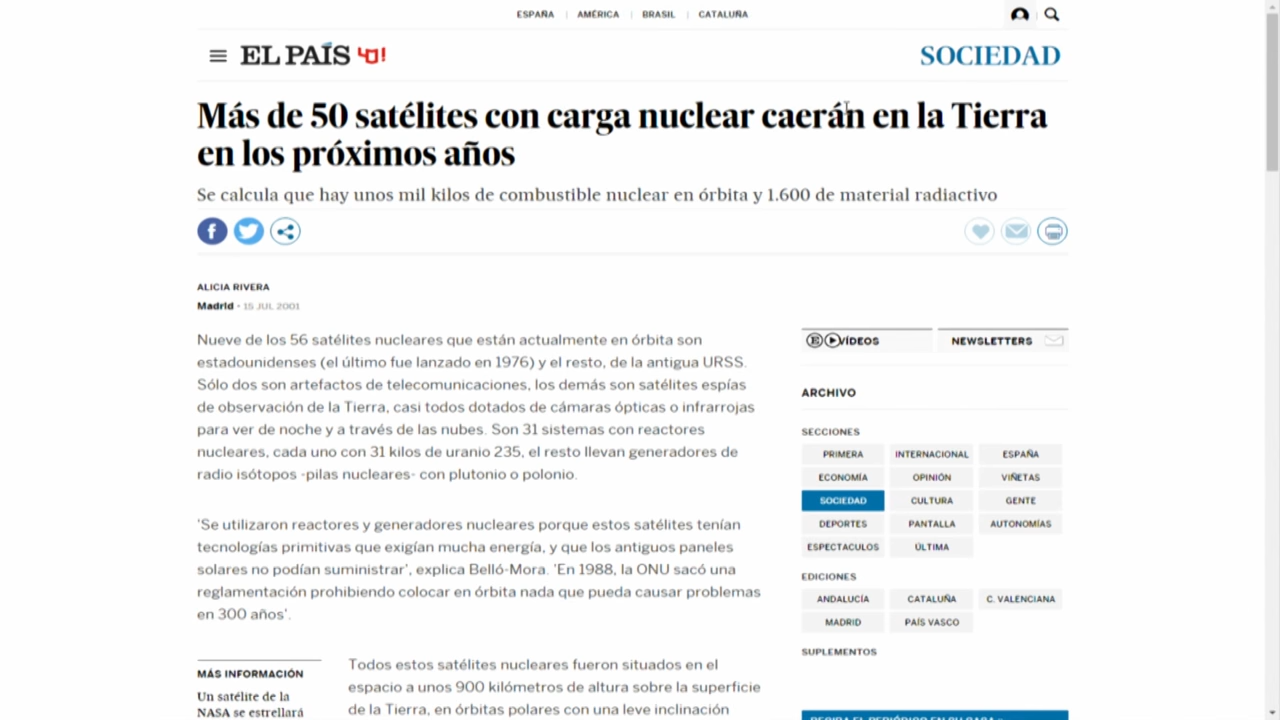 ESPAÑA AMÉRICA BRASIL CATALUÑA
EL PAÍS 40! SOCIEDAD
Más de 50 satélites con carga nuclear caerán en la Tierra
en los próximos años
Se calcula que hay unos mil kilos de combustible nuclear en órbita y 1.600 de material radiactivo
ALICIA RIVERA
Madrid - 15 JUL 2001
Nueve de los 56 satélites nucleares que están actualmente en órbita son
estadounidenses (el último fue lanzado en 1976) y el resto, de la antigua URSS.
Sólo dos son artefactos de telecomunicaciones, los demás son satélites espías
de observación de la Tierra, casi todos dotados de cámaras ópticas o infrarrojas
para ver de noche y a través de las nubes. Son 31 sistemas con reactores
nucleares, cada uno con 31 kilos de uranio 235, el resto llevan generadores de
radio isótopos -pilas nucleares- con plutonio o polonio.
'Se utilizaron reactores y generadores nucleares porque estos satélites tenían
tecnologías primitivas que exigían mucha energía, y que los antiguos paneles
solares no podían suministrar', explica Belló-Mora. 'En 1988, la ONU sacó una
reglamentación prohibiendo colocar en órbita nada que pueda causar problemas
en 300 años'.
MÁS INFORMACIÓN
Un satélite de la
NASA se estrellará
Todos estos satélites nucleares fueron situados en el
espacio a unos 900 kilómetros de altura sobre la superficie
de la Tierra, en órbitas polares con una leve inclinación
VÍDEOS NEWSLETTERS
ARCHIVO
SECCIONES
PRIMERA INTERNACIONAL ESPAÑA
ECONOMÍA OPINIÓN VIÑETAS
SOCIEDAD CULTURA GENTE
DEPORTES PANTALLA AUTONOMÍAS
ESPECTACULOS ÚLTIMA
EDICIONES
ANDALUCÍA CATALUÑA C. VALENCIANA
MADRID PAÍS VASCO
SUPLEMENTOS